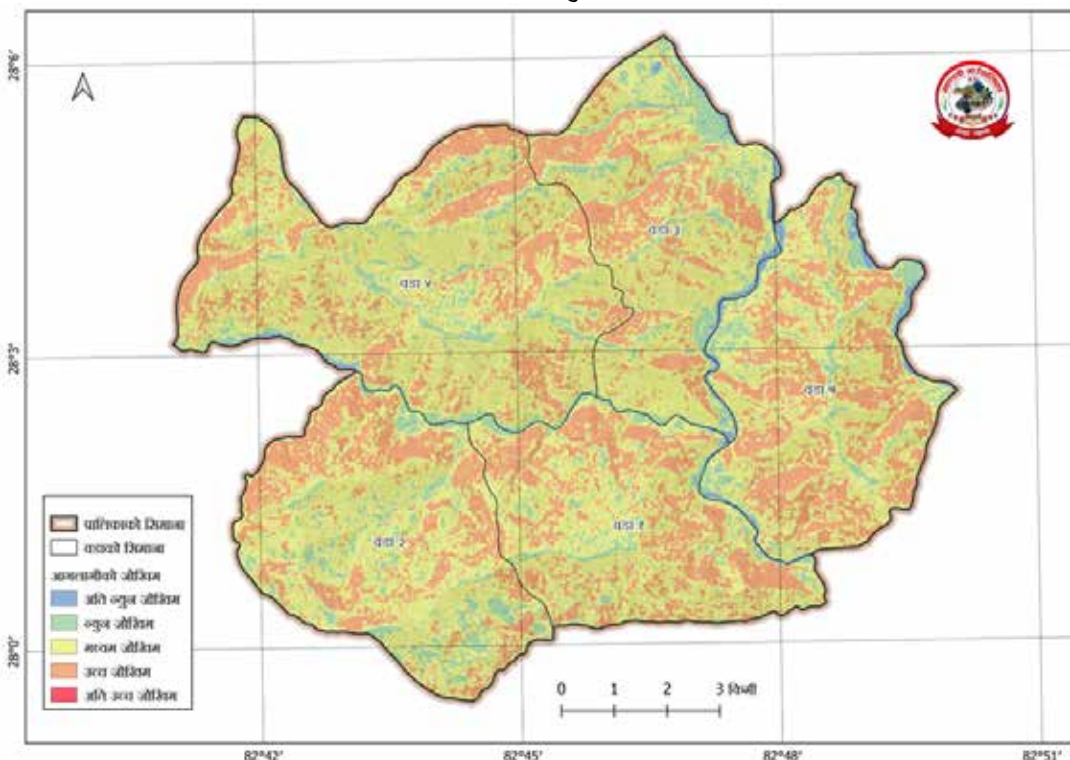 28°6'
28°3'
28°0'
वडा ३
वडा ४
वडा ५
वडा २
वडा १
पालिकाको सिमाना
वडाको सिमाना
आगलागीको जोखिम
अति न्युन जोखिम
न्युन जोखिम
मध्यम जोखिम
उच्च जोखिम
अति उच्च जोखिम
0 1 2 3 किमी
82°42' 82°45' 82°48' 82°51'